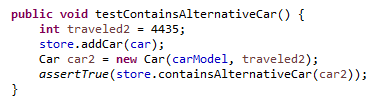 public void testContainsAlternativeCar() {
    int traveled2 = 4435;
    store.addCar(car);
    Car car2 = new Car(carModel, traveled2);
    assertTrue(store.containsAlternativeCar(car2));
}